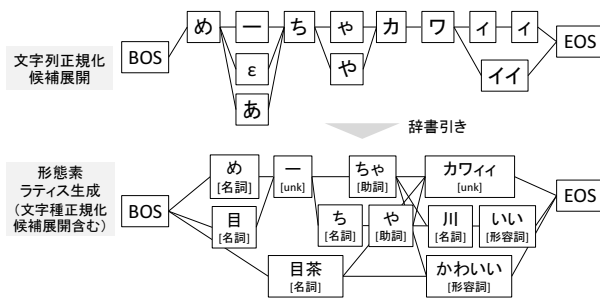 文字列正規化
候補展開
BOS
め
ー
ち
ゃ
カ
ワ
ィ
ィ
EOS
ε
や
イイ
あ
辞書引き
形態素
ラティス生成
(文字種正規化
候補展開含む)
BOS
め
[名詞]
ー
[unk]
ちゃ
[助詞]
カワィィ
[unk]
EOS
目
[名詞]
ち
[名詞]
や
[助詞]
川
[名詞]
いい
[形容詞]
目茶
[名詞]
かわいい
[形容詞]